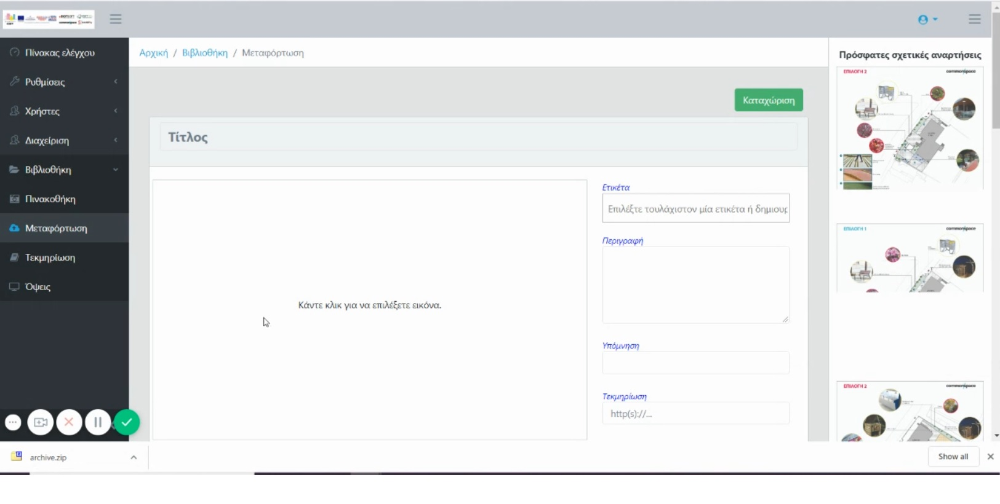 Πίνακας ελέγχου
Ρυθμίσεις
Χρήστες
Διαχείριση
Βιβλιοθήκη
Πινακοθήκη
Μεταφόρτωση
Τεκμηρίωση
Όψεις
Αρχική / Βιβλιοθήκη / Μεταφόρτωση
Καταχώριση
Τίτλος
Κάντε κλικ για να επιλέξετε εικόνα.
Ετικέτα
Επιλέξτε τουλάχιστον μία ετικέτα ή δημιουρ
Περιγραφή
Υπόμνηση
Τεκμηρίωση
http(s)://...
Πρόσφατες σχετικές αναρτήσεις
ΕΠΙΛΟΓΗ 2 commonspace
ΕΠΙΛΟΓΗ 1 commonspace
ΕΠΙΛΟΓΗ 2 commonspace
archive.zip
Show all